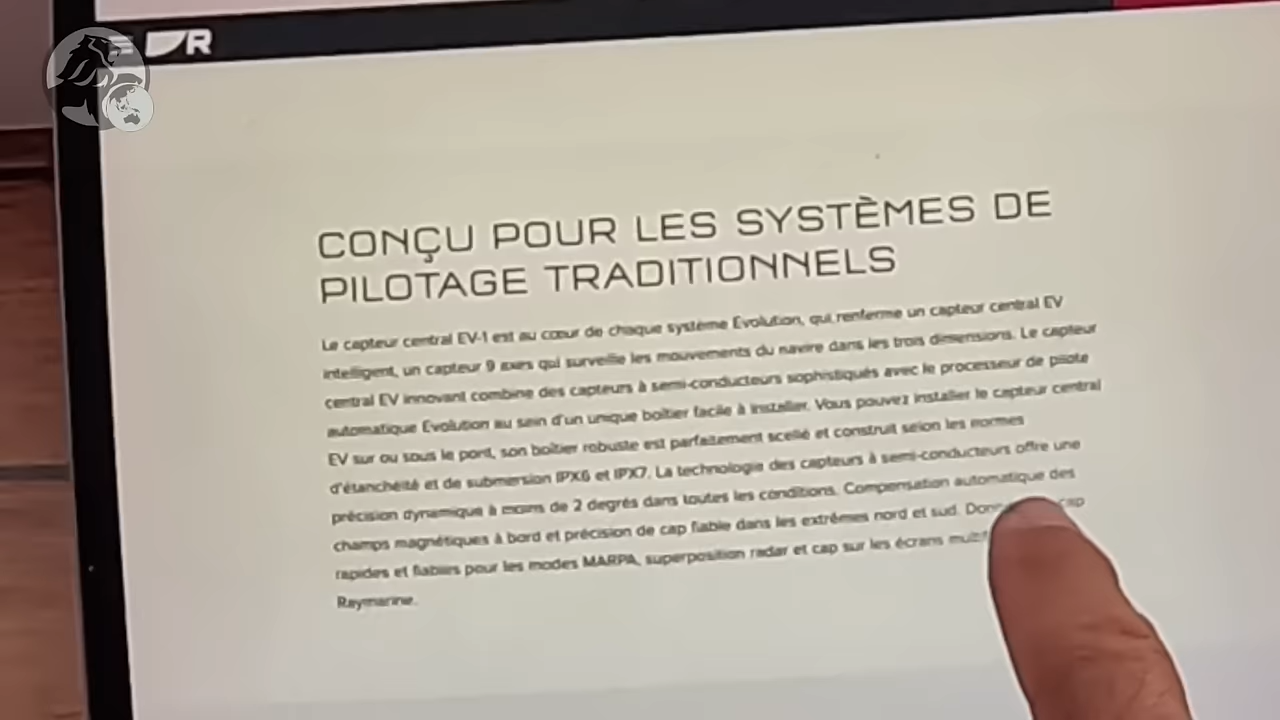 R
CONÇU POUR LES SYSTÈMES DE
PILOTAGE TRADITIONNELS
Le capteur central EV-1 est au cœur de chaque système Evolution, qui renferme un capteur central EV
intelligent, un capteur 9 axes qui surveille les mouvements du navire dans les trois dimensions. Le capteur
central EV innovant combine des capteurs à semi-conducteurs sophistiqués avec le processeur de pilote
automatique Evolution au sein d'un unique boîtier facile à installer. Vous pouvez installer le capteur central
EV sur ou sous le pont, son boîtier robuste est parfaitement scellé et construit selon les normes
d'étanchéité et de submersion IPX6 et IPX7. La technologie des capteurs à semi-conducteurs offre une
précision dynamique à moins de 2 degrés dans toutes les conditions. Compensation automatique des
champs magnétiques à bord et précision de cap fiable dans les extrêmes nord et sud. cap
rapides et fiables pour les modes MARPA, superposition radar et cap sur les écrans
Raymarine.